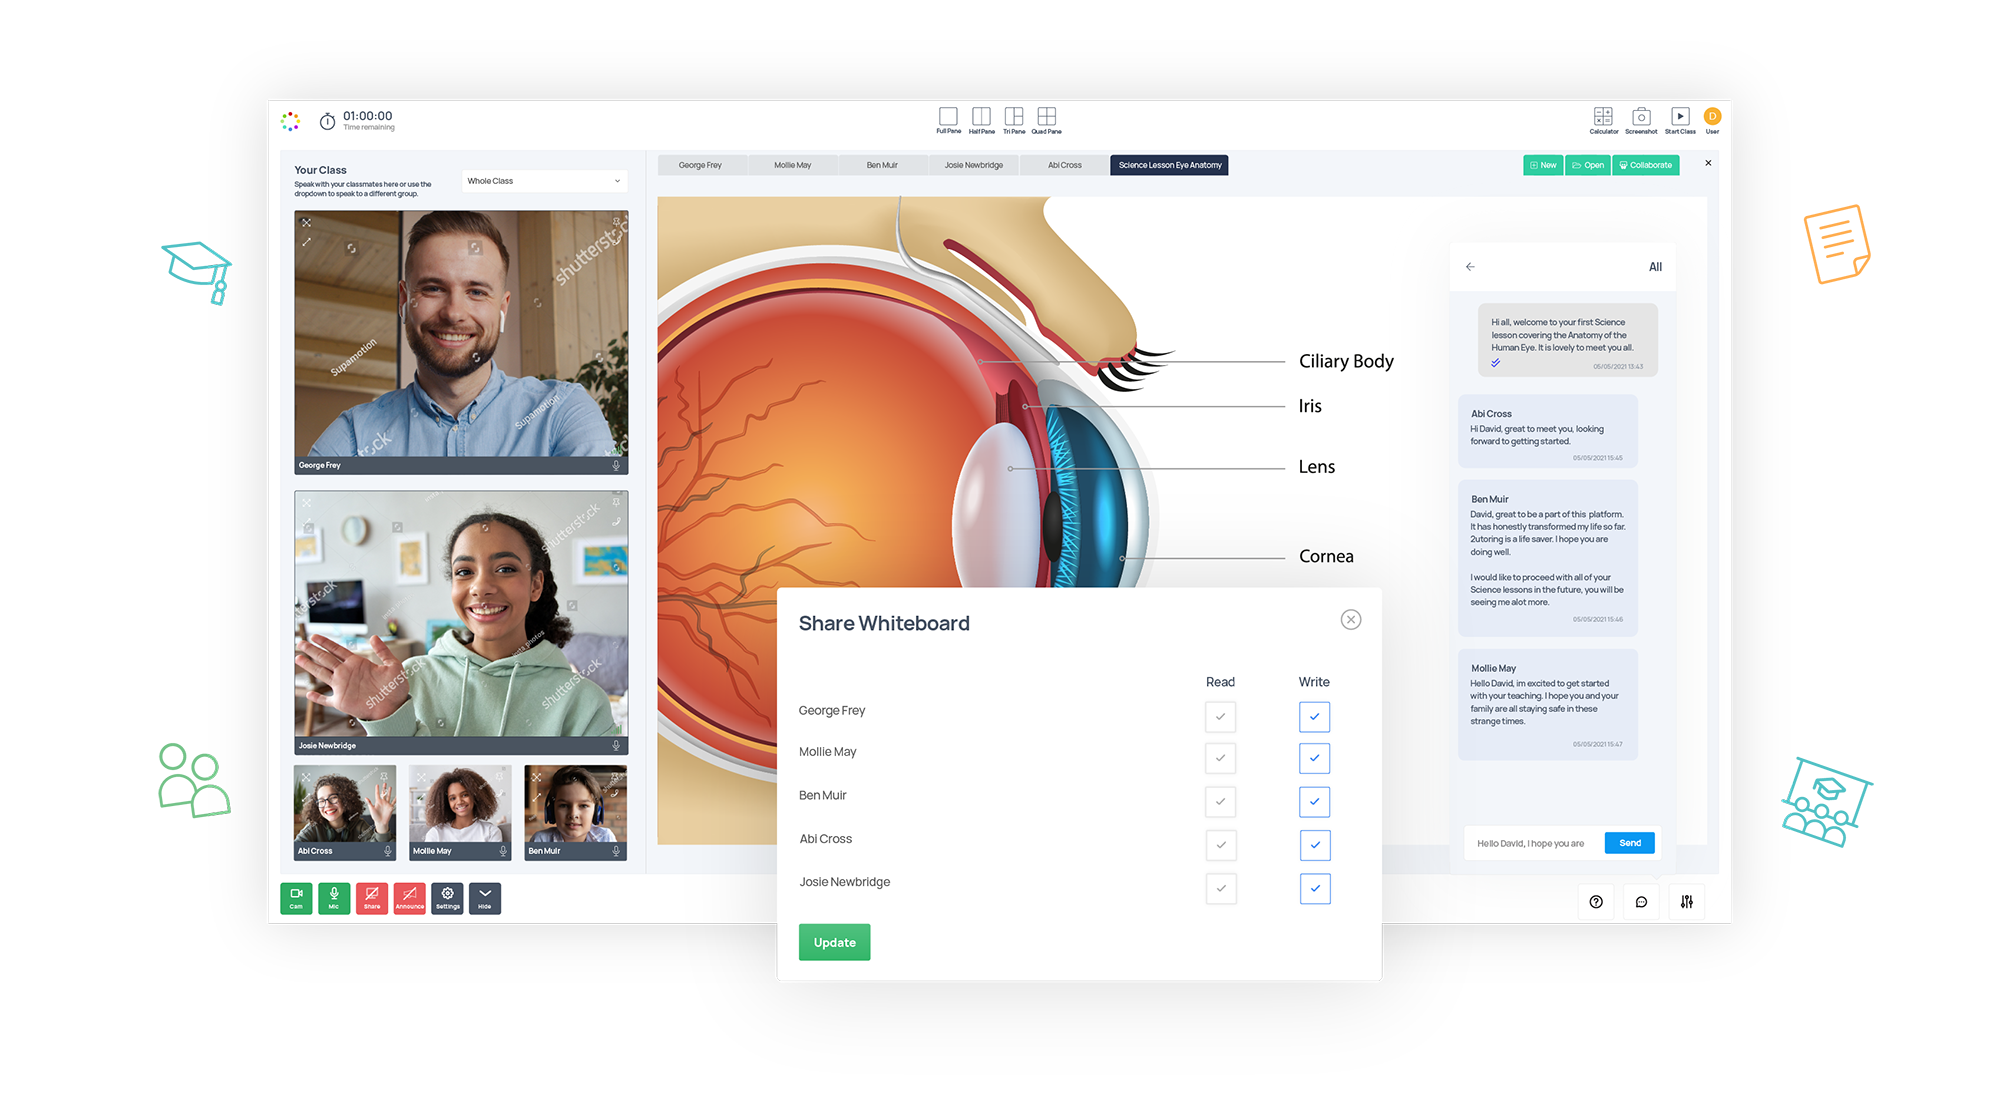 01:00:00
Time remaining
Full Pane
Half Pane
Tri Pane
Quad Pane
Calculator
Screenshot
Start Class
D
User
Your Class
Speak with your classmates here or use the
dropdown to speak to a different group.
Whole Class
George Frey
Mollie May
Ben Muir
Josie Newbridge
Abi Cross
Science Lesson Eye Anatomy
New
Open
Collaborate
shutterstock
Supamotion
Supamotion
George Frey
shutterstock
shutterstock
insta_photos
shutterstock
Josie Newbridge
Abi Cross
Mollie May
Ben Muir
Cam
Mic
Share
Announce
Settings
Hide
Ciliary Body
Iris
Lens
Cornea
All
Hi all, welcome to your first Science
lesson covering the Anatomy of the
Human Eye. It is lovely to meet you all.
05/05/2021 13:43
Abi Cross
Hi David, great to meet you, looking
forward to getting started.
05/05/2021 15:45
Ben Muir
David, great to be a part of this platform.
It has honestly transformed my life so far.
2utoring is a life saver. I hope you are
doing well.
I would like to proceed with all of your
Science lessons in the future, you will be
seeing me alot more.
05/05/2021 15:46
Mollie May
Hello David, im excited to get started
with your teaching. I hope you and your
family are all staying safe in these
strange times.
05/05/2021 15:47
Hello David, I hope you are
Send
Share Whiteboard
Read
Write
George Frey
Mollie May
Ben Muir
Abi Cross
Josie Newbridge
Update